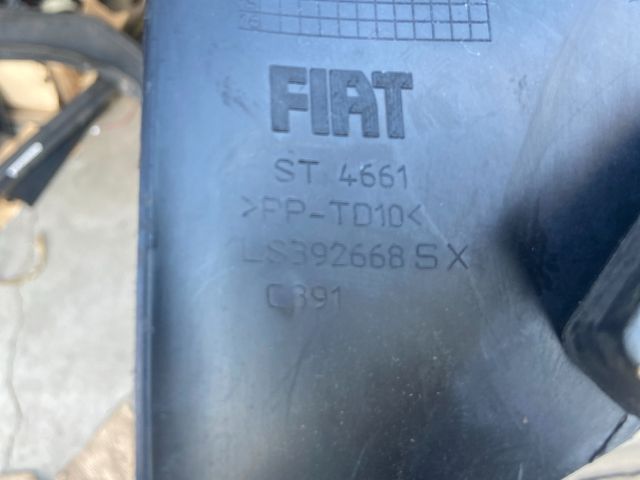 FIAT
ST 4661
>PP-TD10<
LS392668 SX
C391